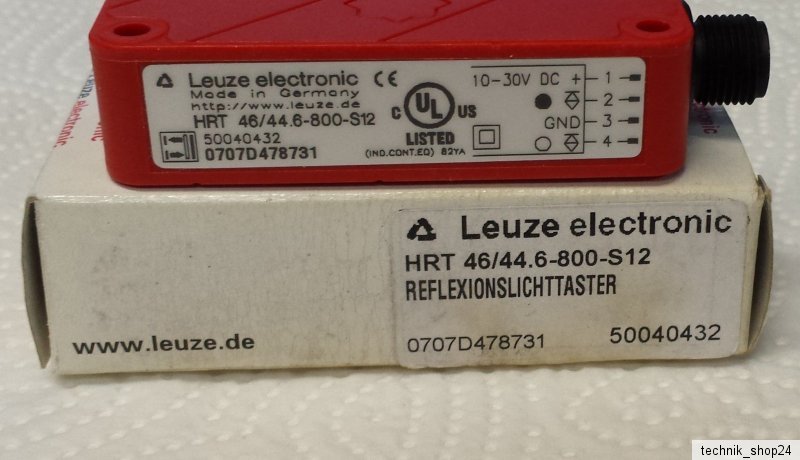 Leuze electronic CE
Made in Germany
http://www.leuze.de
HRT 46/44.6-800-S12
50040432
0707D478731
C UL US
LISTED
(IND.CONT.EQ) 82YA
10-30V DC + 1
2
GND 3
4
electronic.
Leuze electronic
HRT 46/44.6-800-S12
REFLEXIONSLICHTTASTER
0707D478731 50040432
www.leuze.de
technik_shop24